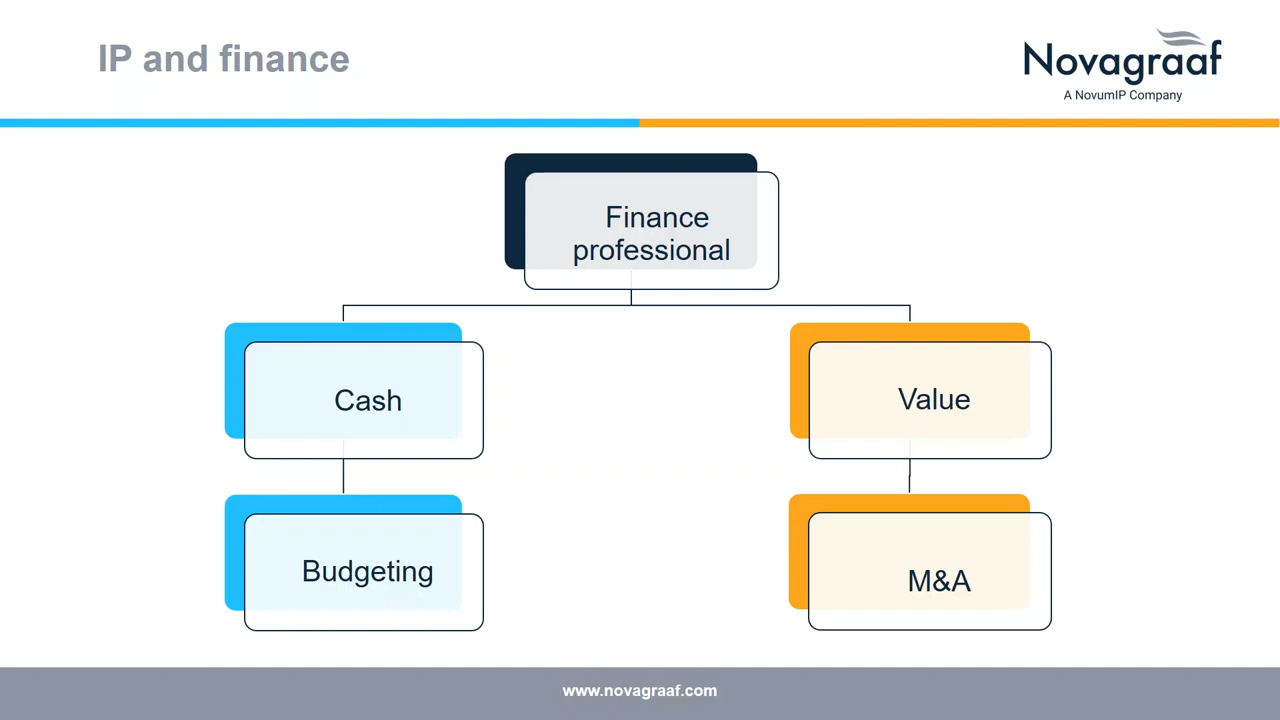 IP and finance
Novagraaf
A NovumIP Company
Finance
professional
Cash
Value
Budgeting
M&A
www.novagraaf.com